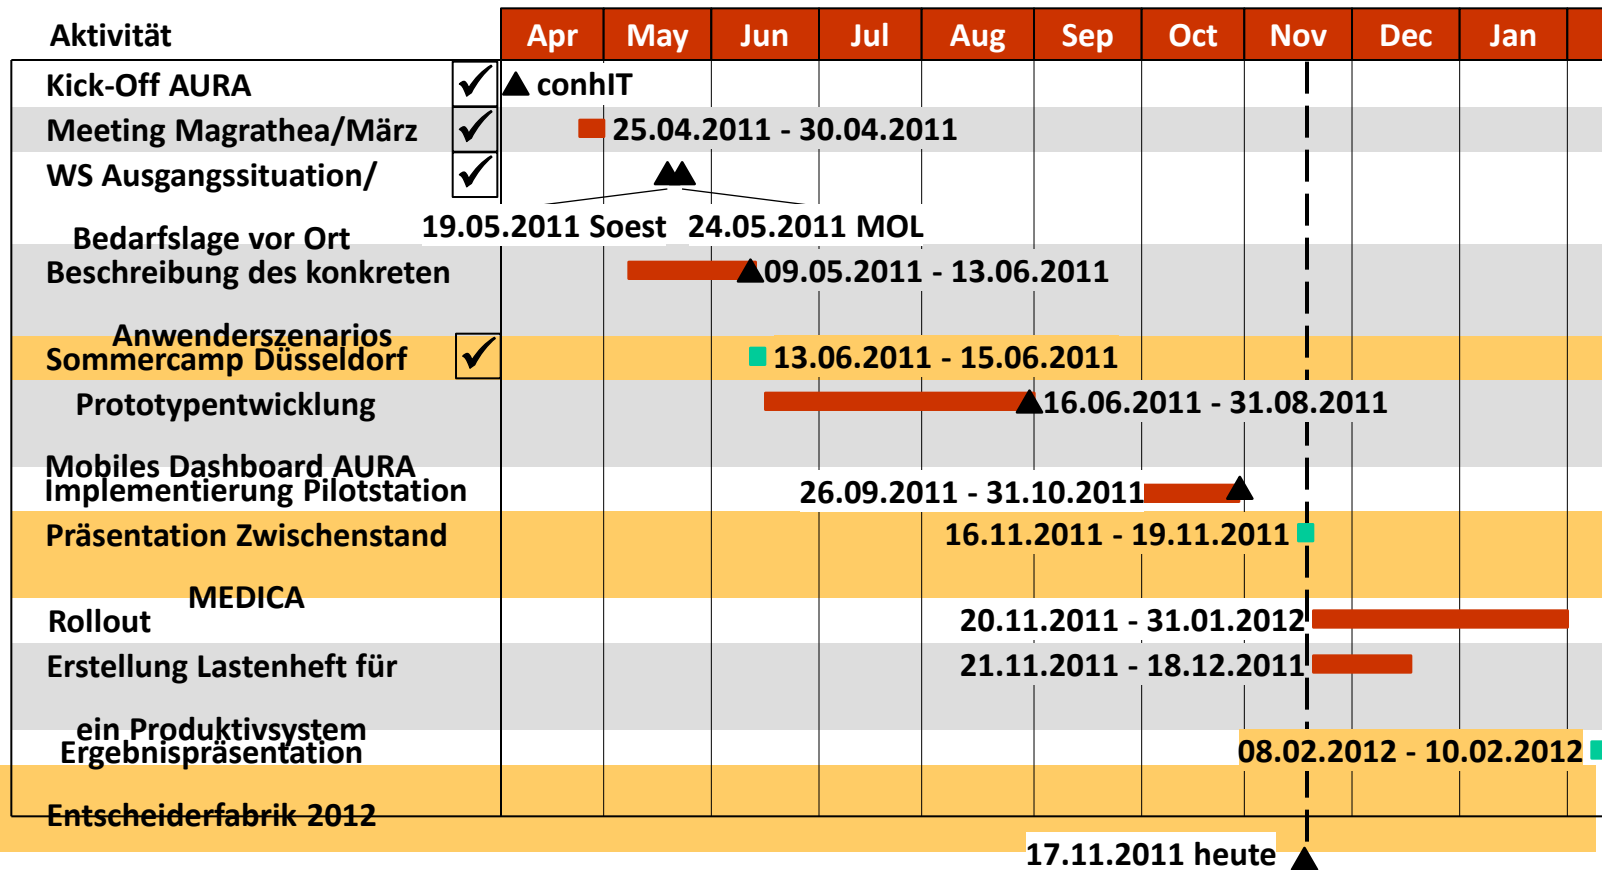 Aktivität Apr May Jun Jul Aug Sep Oct Nov Dec Jan
Kick-Off AURA ✓ conhIT
Meeting Magrathea/März ✓ 25.04.2011 - 30.04.2011
WS Ausgangssituation/ ✓
19.05.2011 Soest 24.05.2011 MOL
Bedarfslage vor Ort
Beschreibung des konkreten 09.05.2011 - 13.06.2011
Anwenderszenarios
Sommercamp Düsseldorf ✓ 13.06.2011 - 15.06.2011
Prototypentwicklung 16.06.2011 - 31.08.2011
Mobiles Dashboard AURA
Implementierung Pilotstation 26.09.2011 - 31.10.2011
Präsentation Zwischenstand 16.11.2011 - 19.11.2011
MEDICA
Rollout 20.11.2011 - 31.01.2012
Erstellung Lastenheft für 21.11.2011 - 18.12.2011
ein Produktivsystem
Ergebnispräsentation 08.02.2012 - 10.02.2012
Entscheiderfabrik 2012
17.11.2011 heute